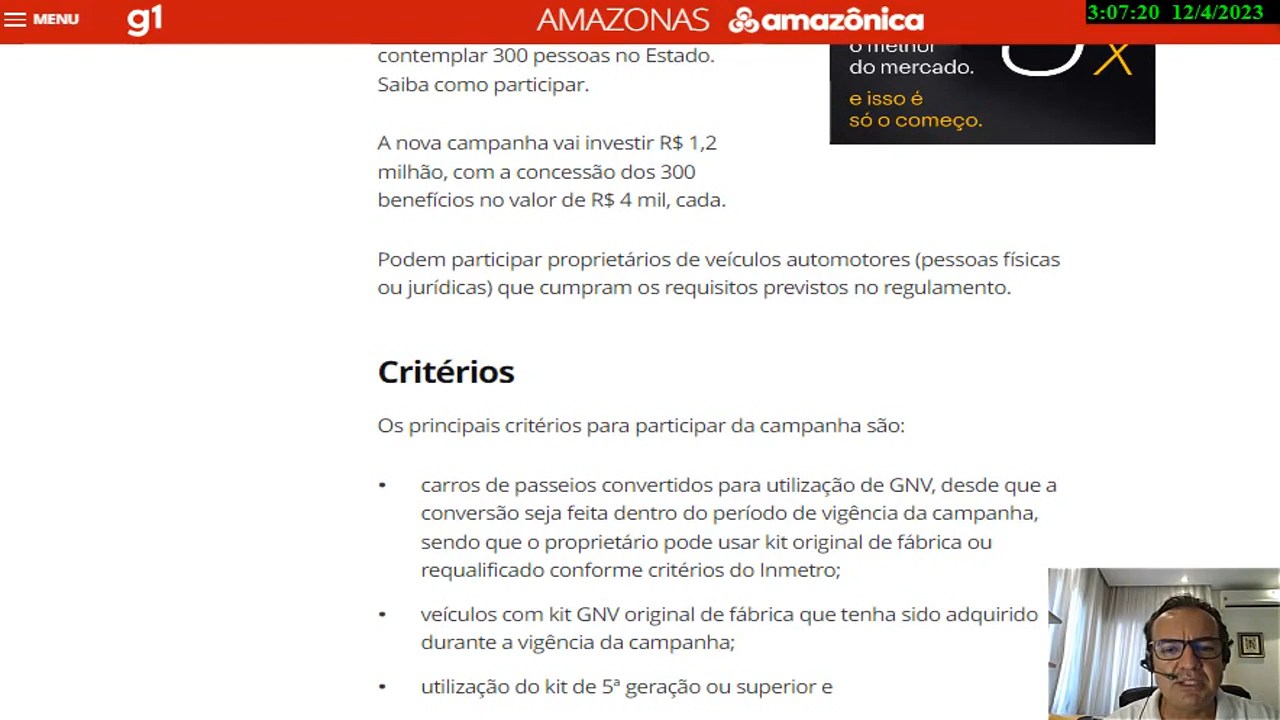 MENU
g1
AMAZONAS amazônica
3:07:20 12/4/2023
contemplar 300 pessoas no Estado.
Saiba como participar.
o melhor
do mercado.
e isso é
só o começo.
A nova campanha vai investir R$ 1,2
milhão, com a concessão dos 300
benefícios no valor de R$ 4 mil, cada.
Podem participar proprietários de veículos automotores (pessoas físicas
ou jurídicas) que cumpram os requisitos previstos no regulamento.
Critérios
Os principais critérios para participar da campanha são:
• carros de passeios convertidos para utilização de GNV, desde que a
conversão seja feita dentro do período de vigência da campanha,
sendo que o proprietário pode usar kit original de fábrica ou
requalificado conforme critérios do Inmetro;
• veículos com kit GNV original de fábrica que tenha sido adquirido
durante a vigência da campanha;
• utilização do kit de 5ª geração ou superior e